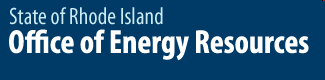 State of Rhode Island
Office of Energy Resources